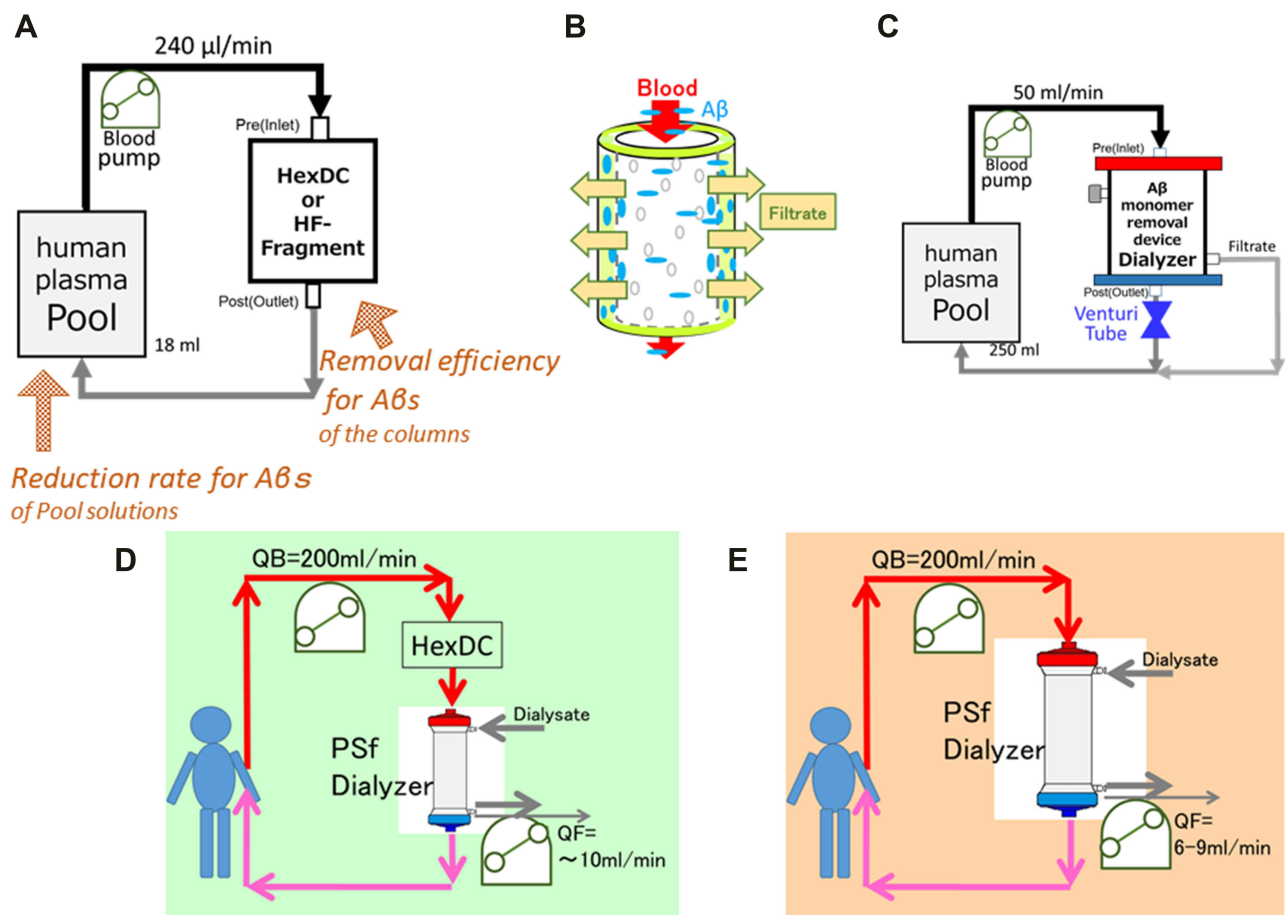 A
240 µl/min
Blood
pump
Pre(Inlet)
HexDC
or
HF-
Fragment
human
plasma
Pool
Post(Outlet)
18 ml
Removal efficiency
for Aβs
of the columns
Reduction rate for Aβs
of Pool solutions
B
Blood
Aβ
Filtrate
C
50 ml/min
Blood
pump
Pre(Inlet)
Aβ
monomer
removal
device
Dialyzer
Filtrate
human
plasma
Pool
Post(Outlet)
Venturi
Tube
250 ml
D
QB=200ml/min
HexDC
Dialysate
PSf
Dialyzer
QF=
～10ml/min
E
QB=200ml/min
Dialysate
PSf
Dialyzer
QF=
6-9ml/min